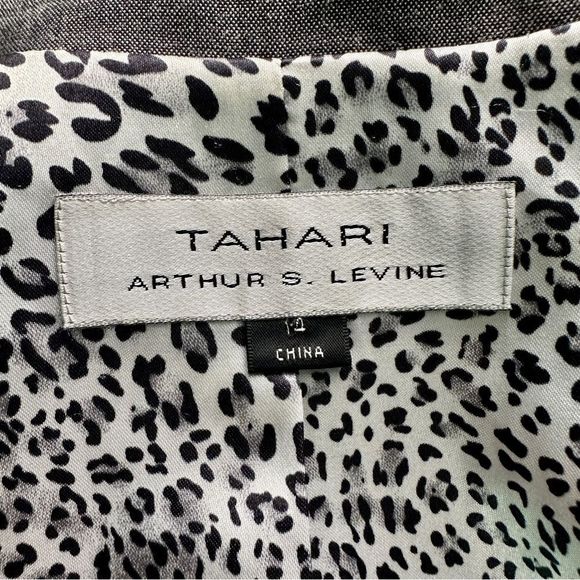 TAHARI
ARTHUR S. LEVINE
12
CHINA